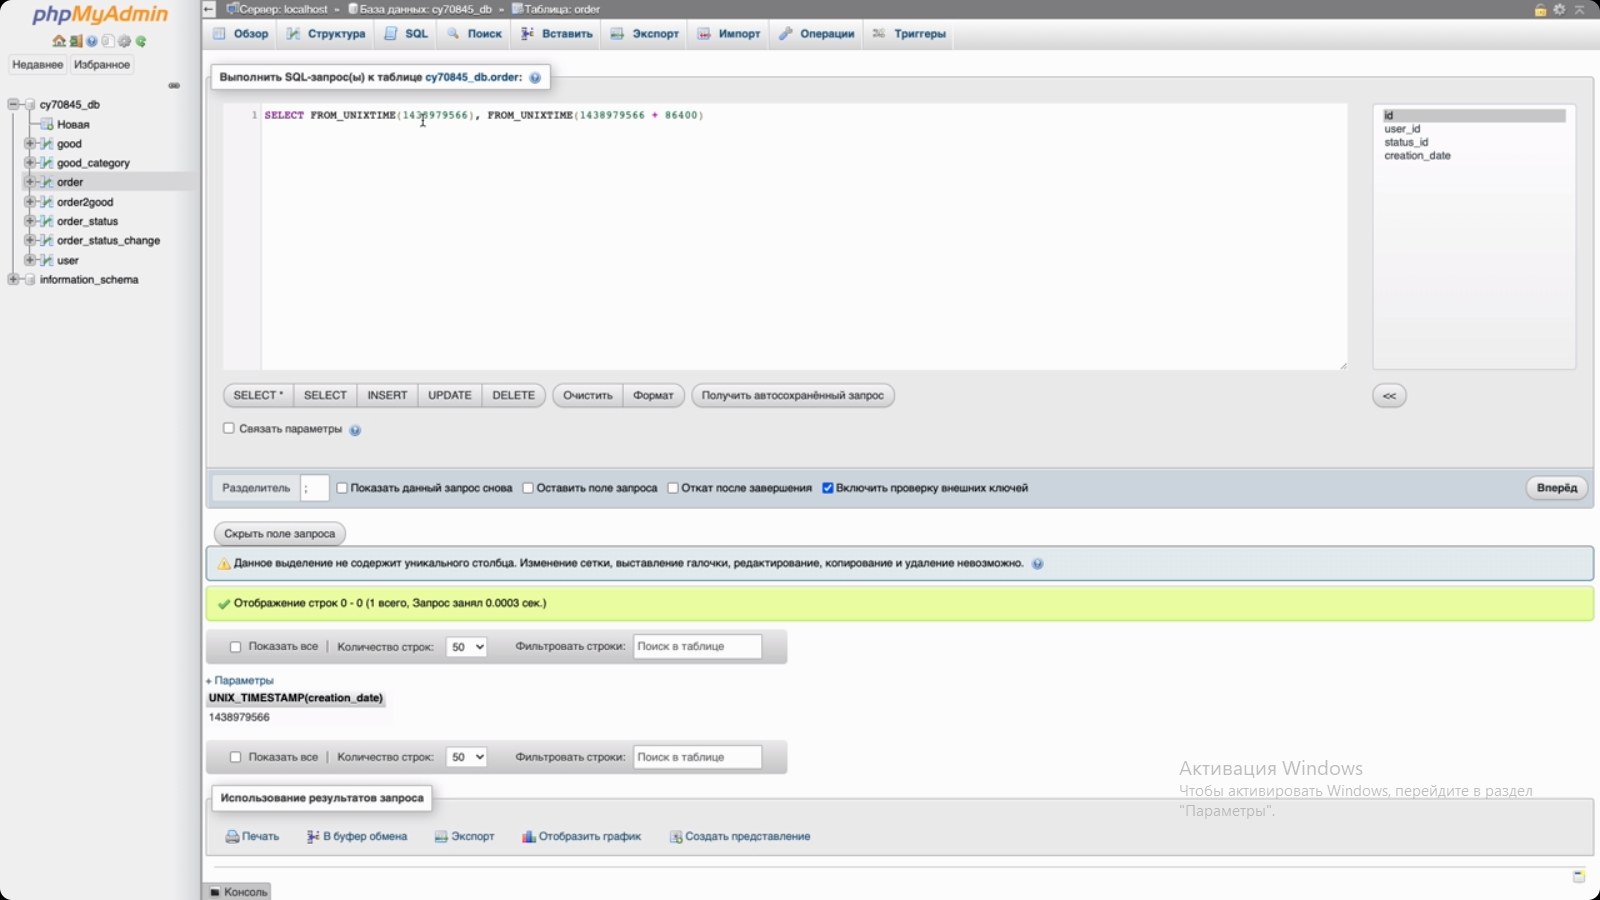 phpMyAdmin
Недавнее Избранное
cy70845_db
Новая
good
good_category
order
order2good
order_status
order_status_change
user
information_schema
Сервер: localhost » База данных: cy70845_db » Таблица: order
Обзор Структура SQL Поиск Вставить Экспорт Импорт Операции Триггеры
Выполнить SQL-запрос(ы) к таблице cy70845_db.order:
1 SELECT FROM_UNIXTIME(1438979566), FROM_UNIXTIME(1438979566 + 86400)
id
user_id
status_id
creation_date
SELECT * SELECT INSERT UPDATE DELETE Очистить Формат Получить автосохранённый запрос <<
Связать параметры
Разделитель ; Показать данный запрос снова Оставить поле запроса Откат после завершения Включить проверку внешних ключей Вперёд
Скрыть поле запроса
Данное выделение не содержит уникального столбца. Изменение сетки, выставление галочки, редактирование, копирование и удаление невозможно.
Отображение строк 0 - 0 (1 всего, Запрос занял 0.0003 сек.)
Показать все | Количество строк: 50 Фильтровать строки: Поиск в таблице
+ Параметры
UNIX_TIMESTAMP(creation_date)
1438979566
Показать все | Количество строк: 50 Фильтровать строки: Поиск в таблице
Использование результатов запроса
Печать В буфер обмена Экспорт Отобразить график Создать представление
Активация Windows
Чтобы активировать Windows, перейдите в раздел
"Параметры".
Консоль